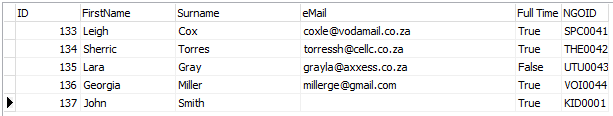 ID FirstName Surname eMail Full Time NGOID
133 Leigh Cox coxle@vodamail.co.za True SPC0041
134 Sherric Torres torressh@cellc.co.za True THE0042
135 Lara Gray grayla@axxess.co.za False UTU0043
136 Georgia Miller millerge@gmail.com True VOI0044
137 John Smith True KID0001